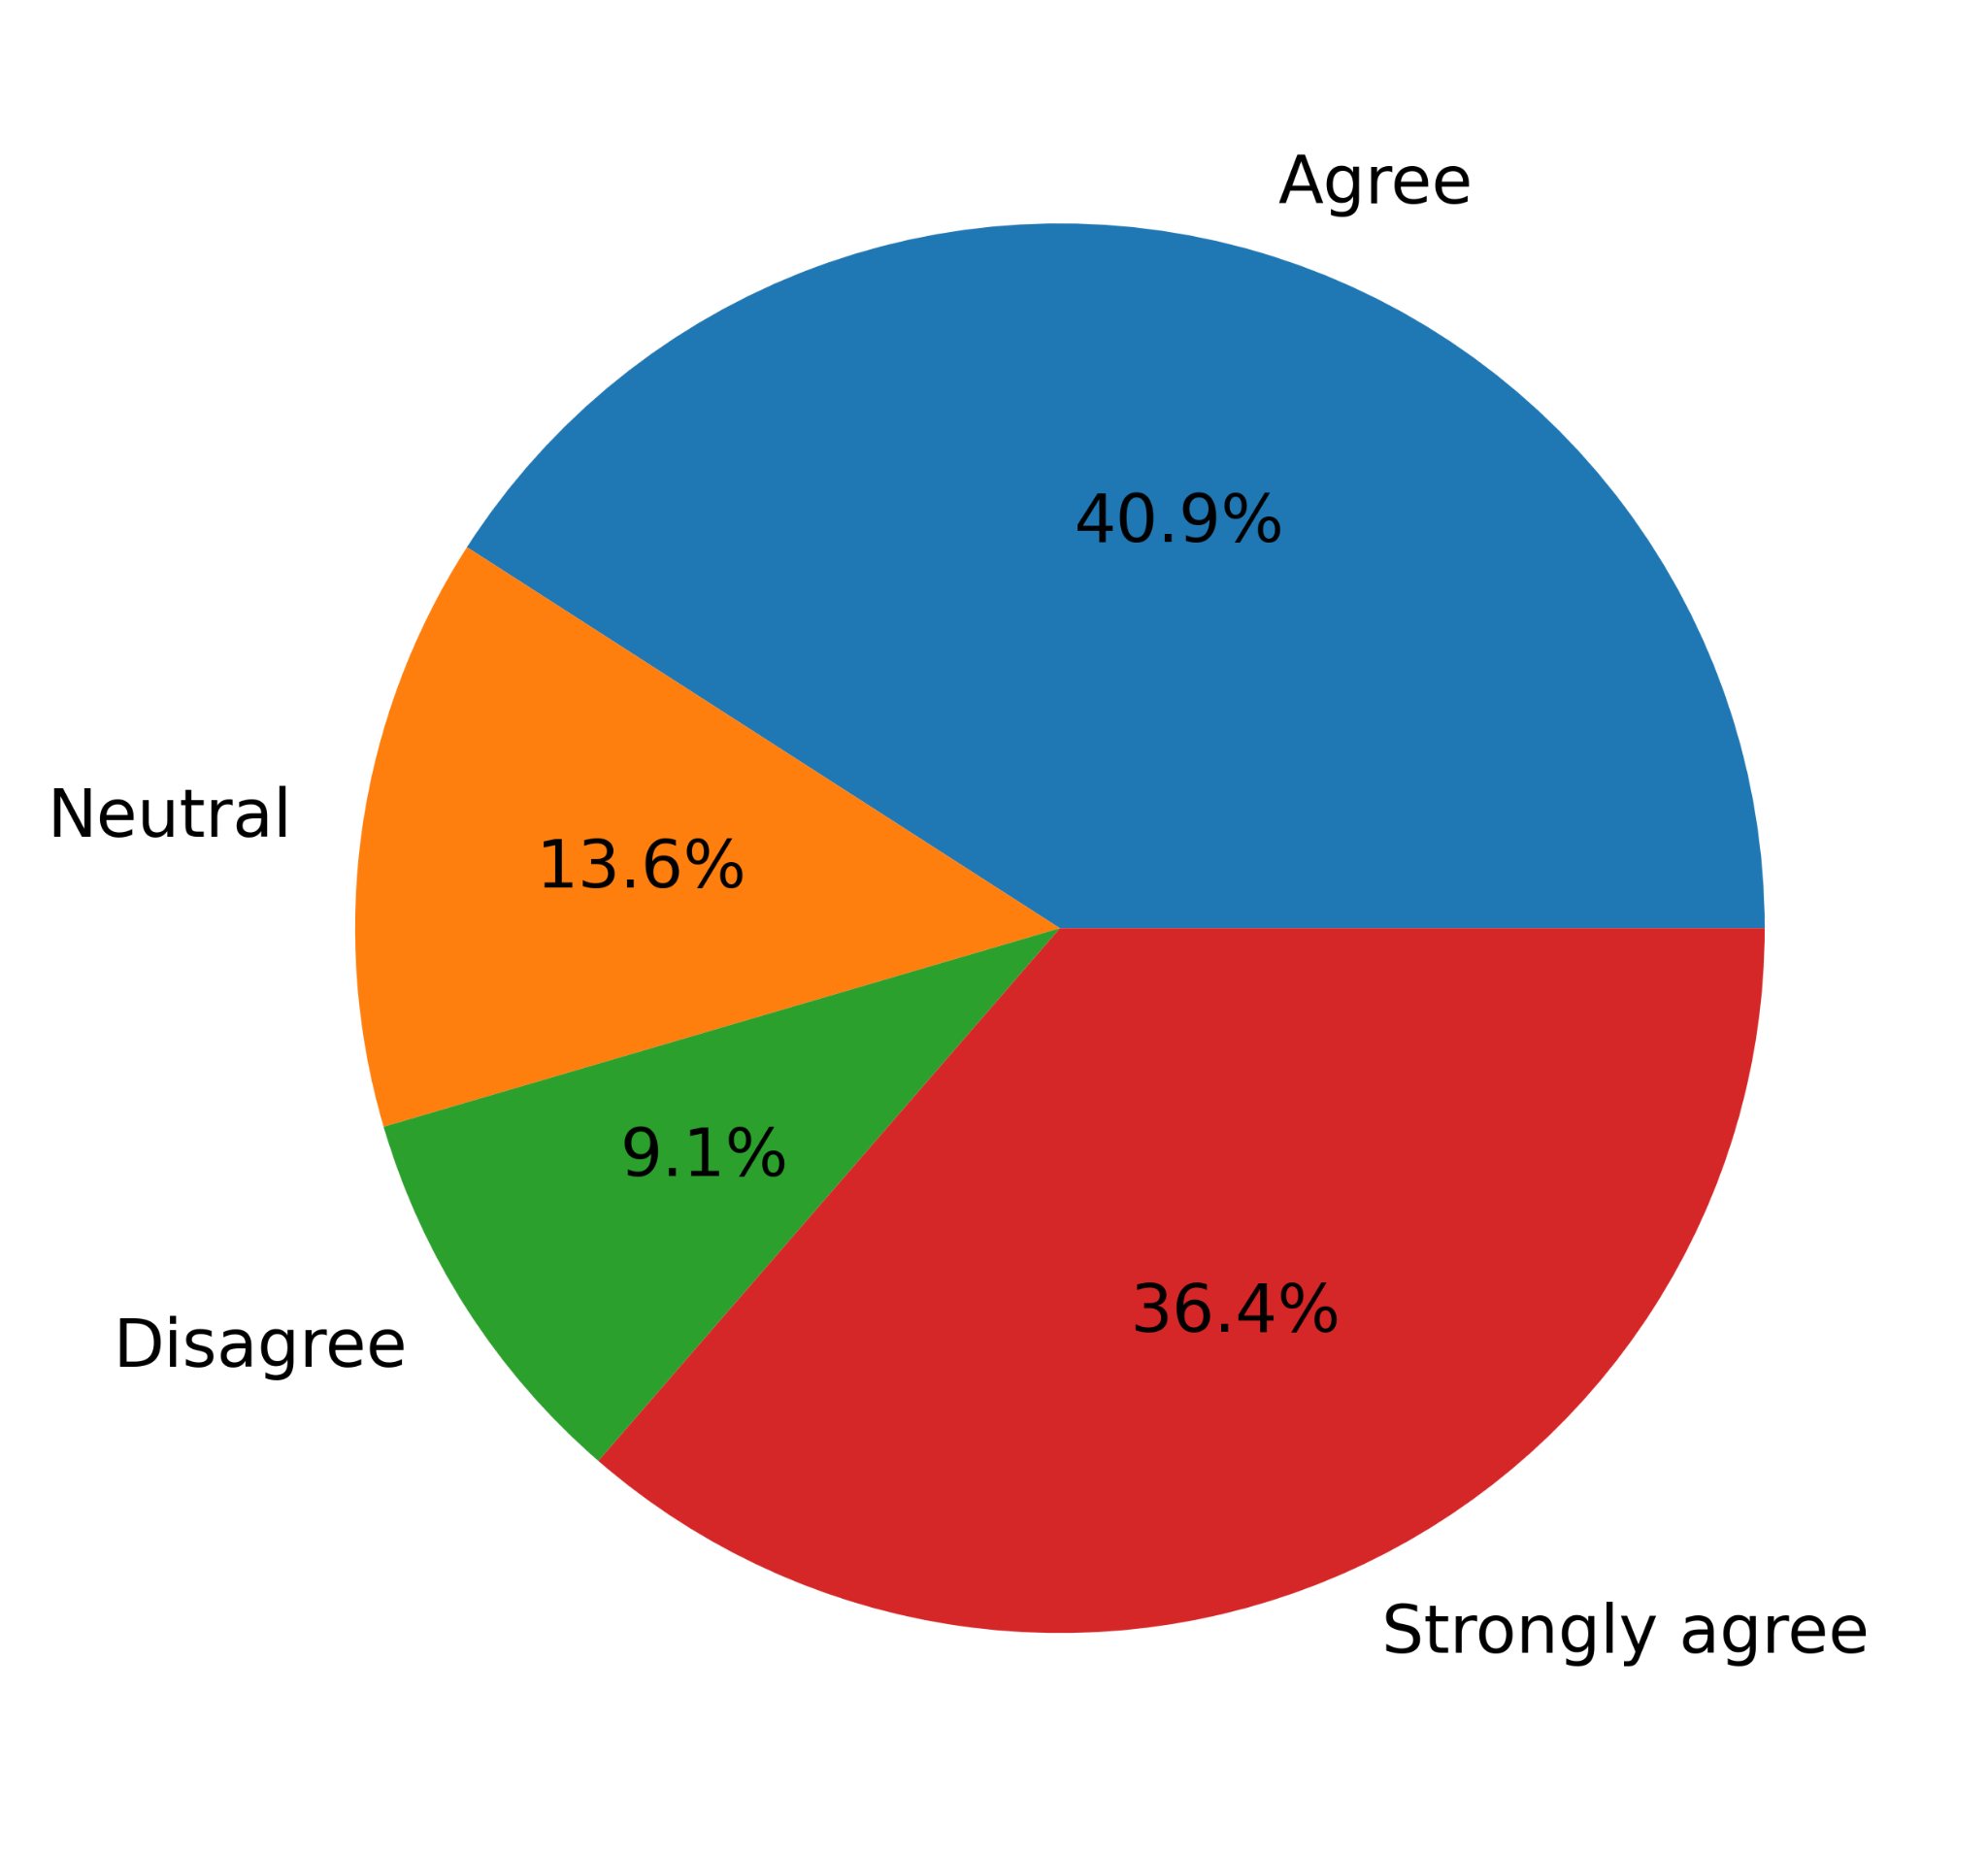 Agree
40.9%
Neutral
13.6%
9.1%
36.4%
Disagree
Strongly agree